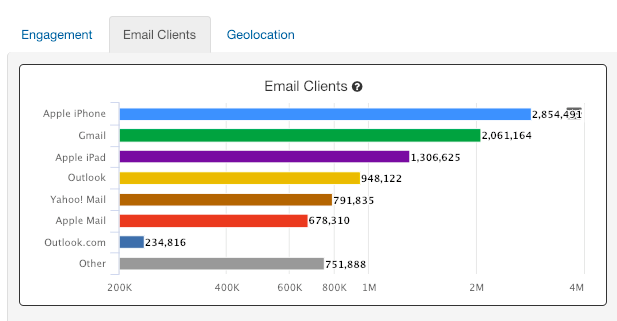 Engagement Email Clients Geolocation
Email Clients ?
Apple iPhone 2,854,491
Gmail 2,061,164
Apple iPad 1,306,625
Outlook 948,122
Yahoo! Mail 791,835
Apple Mail 678,310
Outlook.com 234,816
Other 751,888
200K 400K 600K 800K 1M 2M 4M